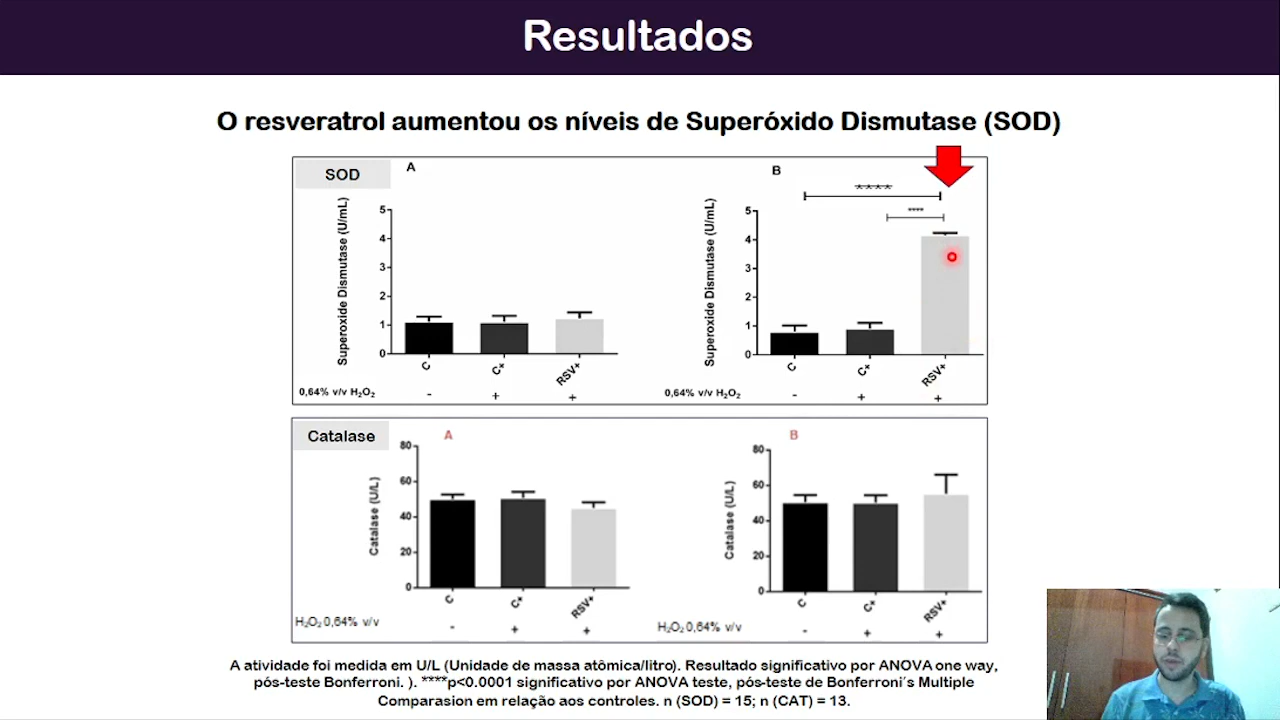 Resultados
O resveratrol aumentou os níveis de Superóxido Dismutase (SOD)
SOD
A
Superoxide Dismutase (U/mL)
5
4
3
2
1
0
C
C+
RSV+
0,64% v/v H₂O₂
-
+
+
B
****
****
Superoxide Dismutase (U/mL)
5
4
3
2
1
0
C
C+
RSV+
0,64% v/v H₂O₂
-
+
+
Catalase
A
Catalase (U/L)
80
60
40
20
0
C
C+
RSV+
H₂O₂ 0,64% v/v
-
+
+
B
Catalase (U/L)
80
60
40
20
0
C
C+
RSV+
H₂O₂ 0,64% v/v
-
+
+
A atividade foi medida em U/L (Unidade de massa atômica/litro). Resultado significativo por ANOVA one way,
pós-teste Bonferroni. ). ****p<0.0001 significativo por ANOVA teste, pós-teste de Bonferroni´s Multiple
Comparasion em relação aos controles. n (SOD) = 15; n (CAT) = 13.